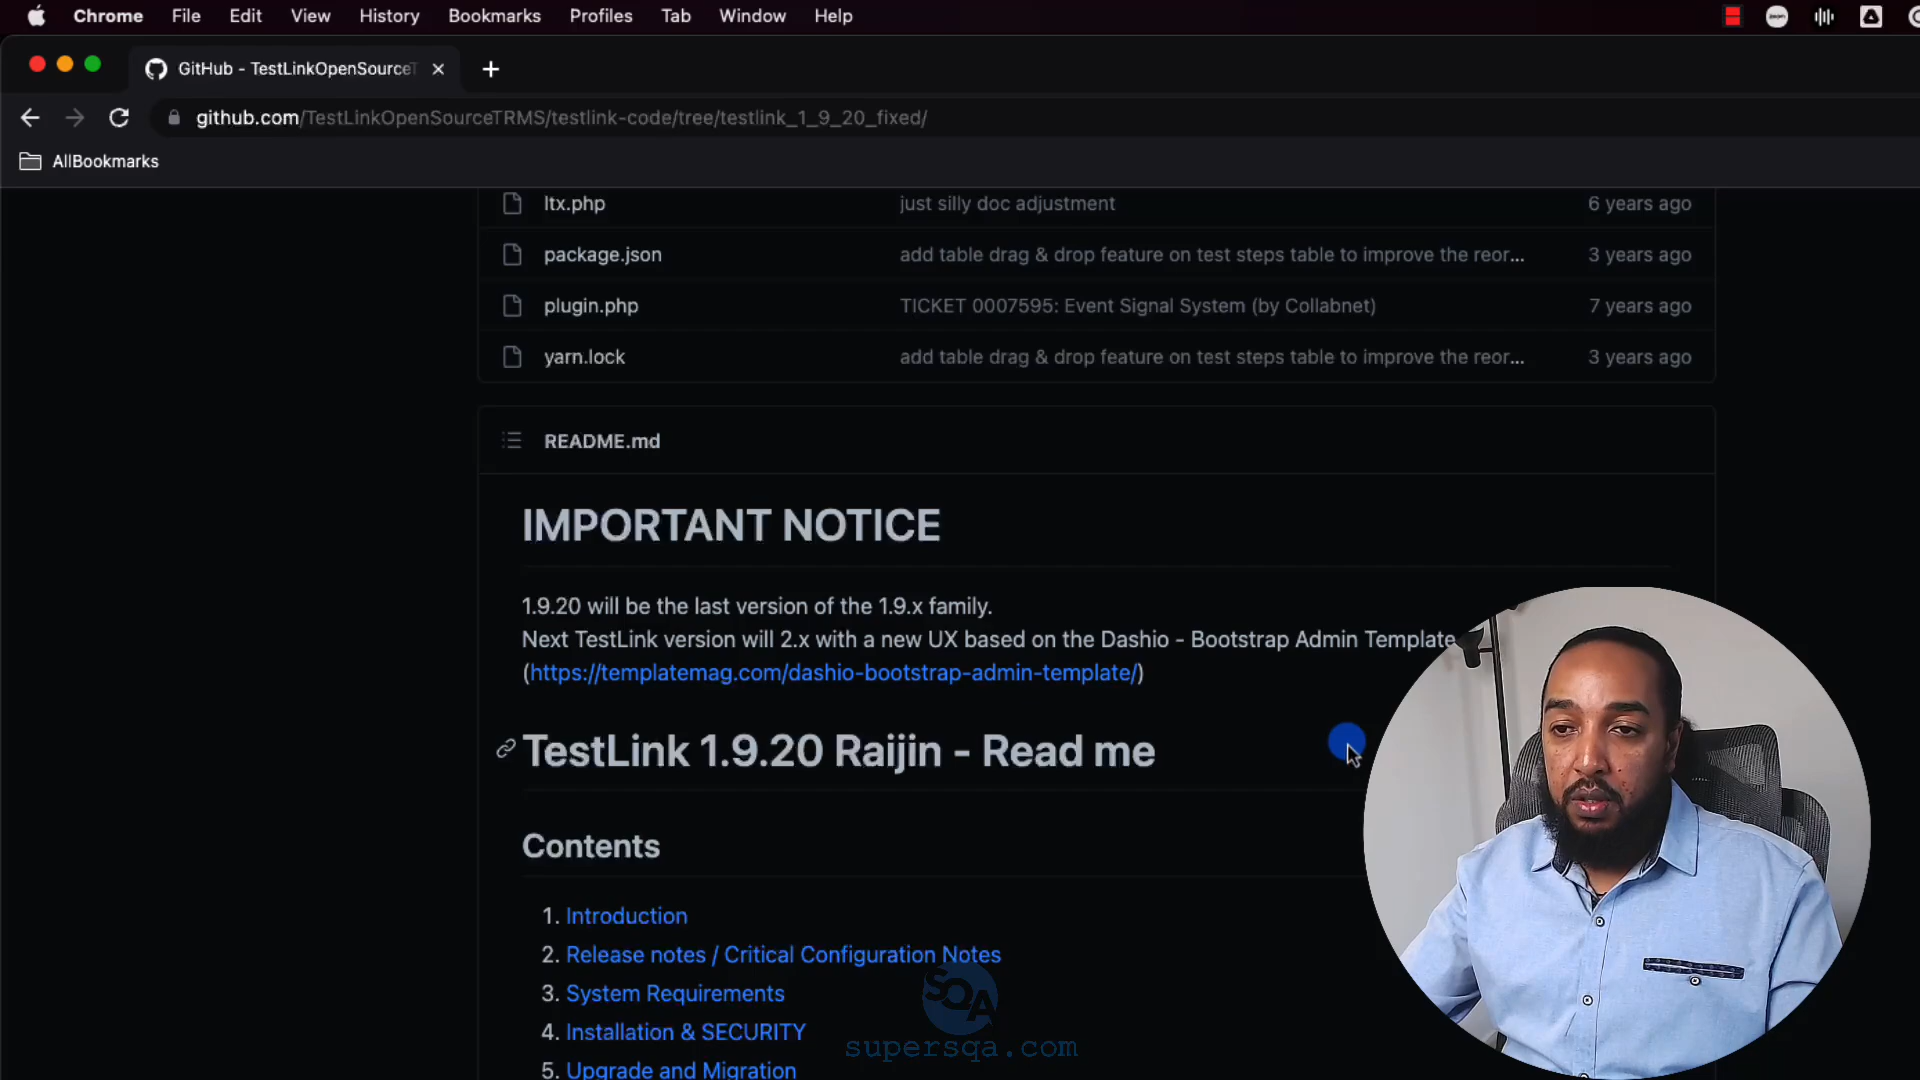 Chrome File Edit View History Bookmarks Profiles Tab Window Help
GitHub - TestLinkOpenSource
github.com/TestLinkOpenSourceTRMS/testlink-code/tree/testlink_1_9_20_fixed/
AllBookmarks
ltx.php just silly doc adjustment 6 years ago
package.json add table drag & drop feature on test steps table to improve the reor... 3 years ago
plugin.php TICKET 0007595: Event Signal System (by Collabnet) 7 years ago
yarn.lock add table drag & drop feature on test steps table to improve the reor... 3 years ago
README.md
IMPORTANT NOTICE
1.9.20 will be the last version of the 1.9.x family.
Next TestLink version will 2.x with a new UX based on the Dashio - Bootstrap Admin Template
(https://templatemag.com/dashio-bootstrap-admin-template/)
TestLink 1.9.20 Raijin - Read me
Contents
1. Introduction
2. Release notes / Critical Configuration Notes
3. System Requirements
4. Installation & SECURITY
5. Upgrade and Migration
SQA
supersqa.com